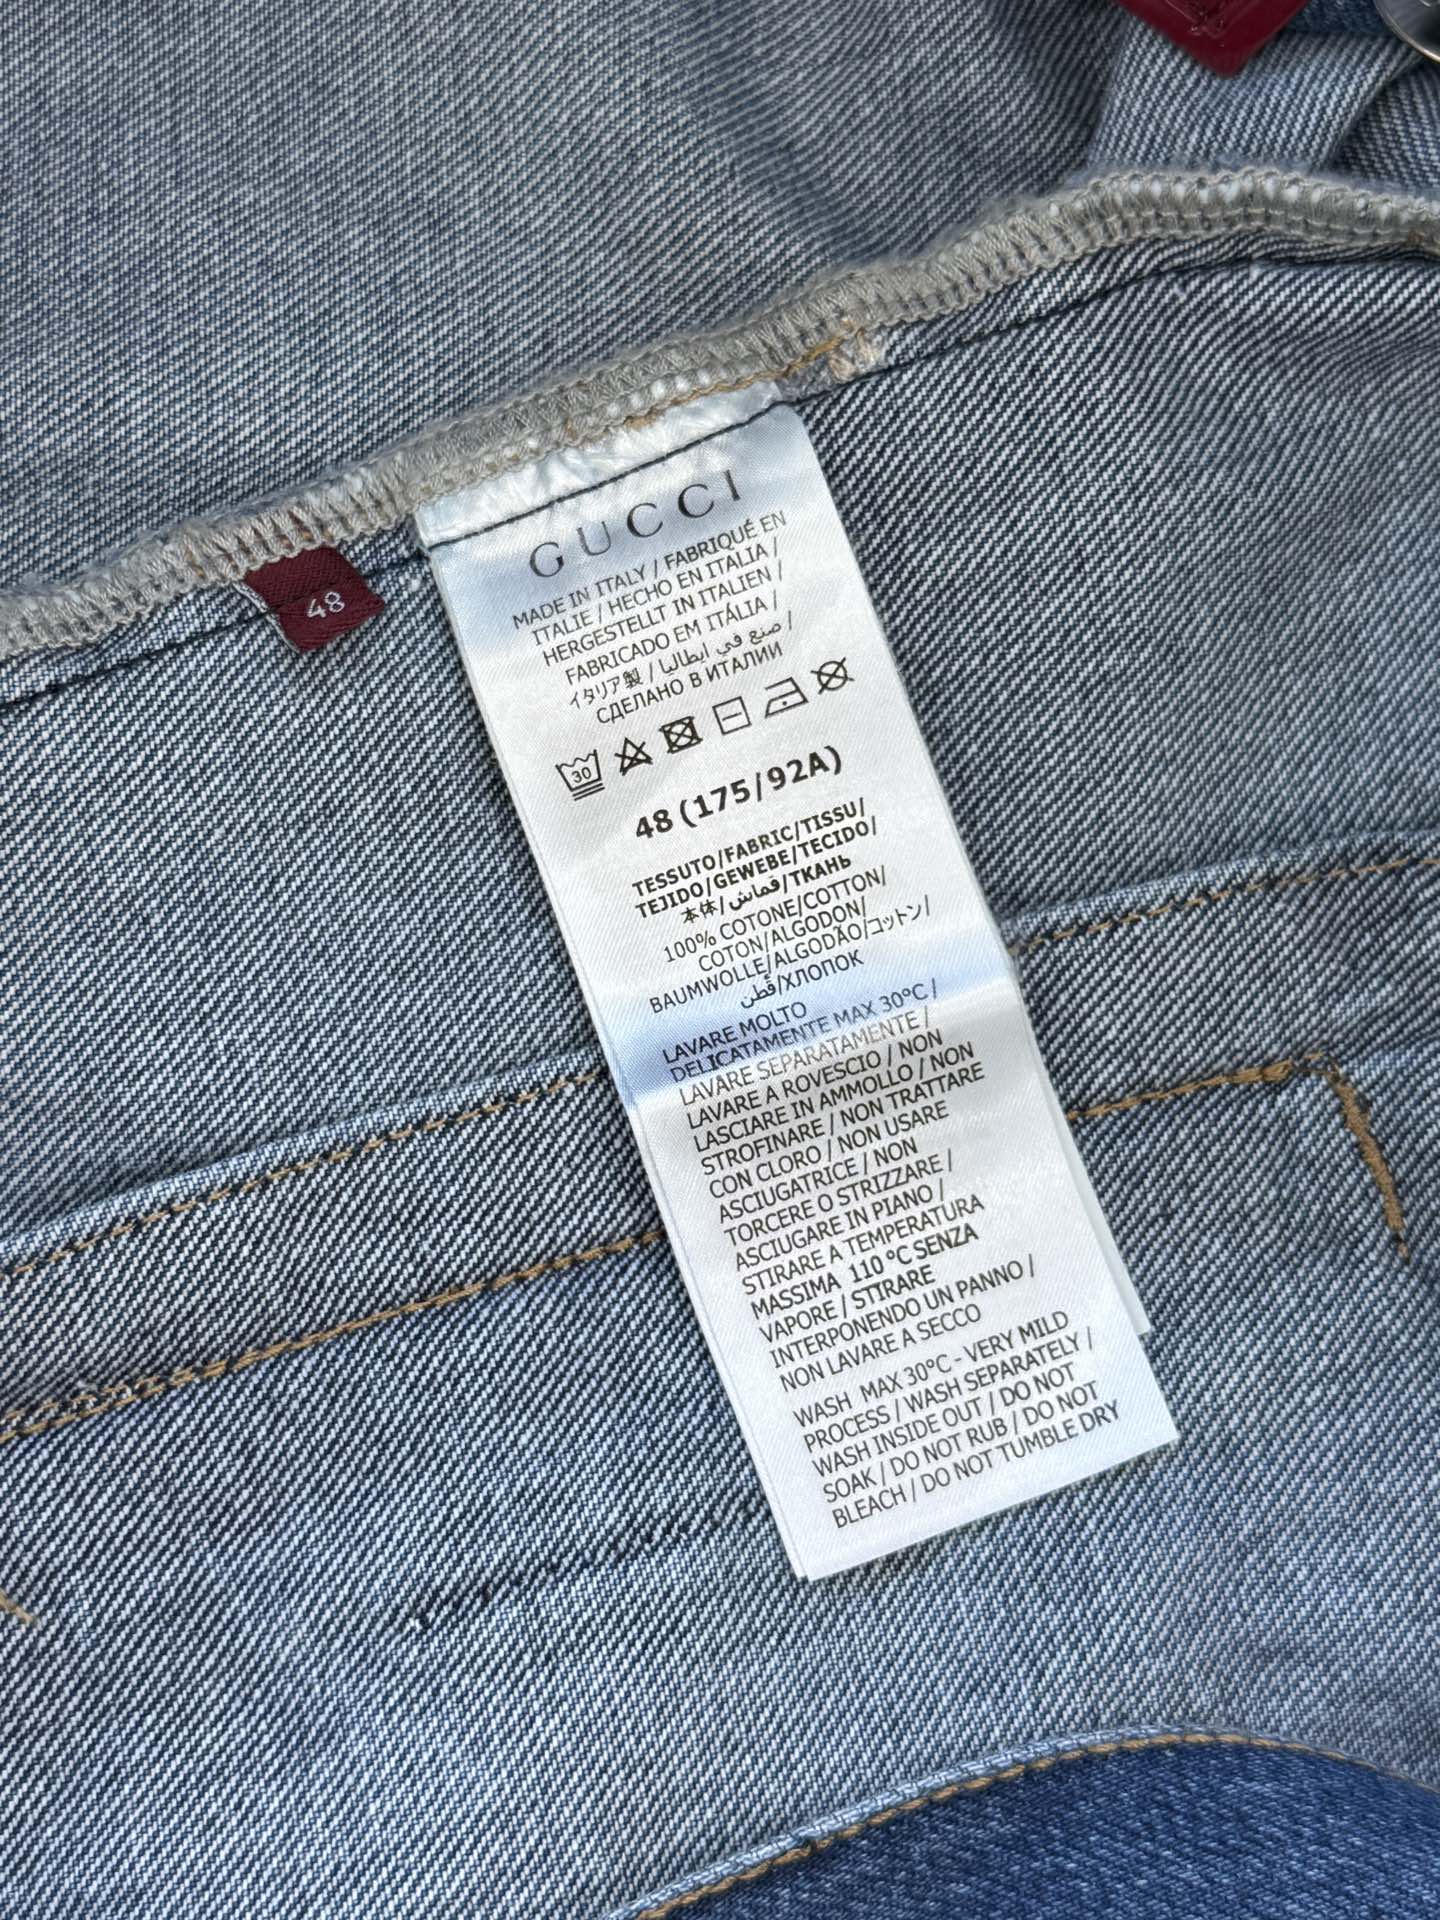 48
GUCCI
MADE IN ITALY / FABRIQUÉ EN
ITALIE / HECHO EN ITALIA /
HERGESTELLT IN ITALIEN /
FABRICADO EM ITÁLIA /
イタリア製 / صنع في ايطاليا /
СДЕЛАНО В ИТАЛИИ
30
48 (175/92A)
TESSUTO/FABRIC/TISSU/
TEJIDO/GEWEBE/TECIDO/
本体/قماش/ТКАНЬ
100% COTONE/COTTON/
COTON/ALGODON/
BAUMWOLLE/ALGODÃO/コットン/
قُطن/ХЛОПОК
LAVARE MOLTO
DELICATAMENTE MAX 30°C /
LAVARE SEPARATAMENTE /
LAVARE A ROVESCIO / NON
LASCIARE IN AMMOLLO / NON
STROFINARE / NON TRATTARE
CON CLORO / NON USARE
ASCIUGATRICE / NON
TORCERE O STRIZZARE /
ASCIUGARE IN PIANO /
STIRARE A TEMPERATURA
MASSIMA 110 °C SENZA
VAPORE / STIRARE
INTERPONENDO UN PANNO /
NON LAVARE A SECCO
WASH MAX 30°C - VERY MILD
PROCESS / WASH SEPARATELY /
WASH INSIDE OUT / DO NOT
SOAK / DO NOT RUB / DO NOT
BLEACH / DO NOT TUMBLE DRY